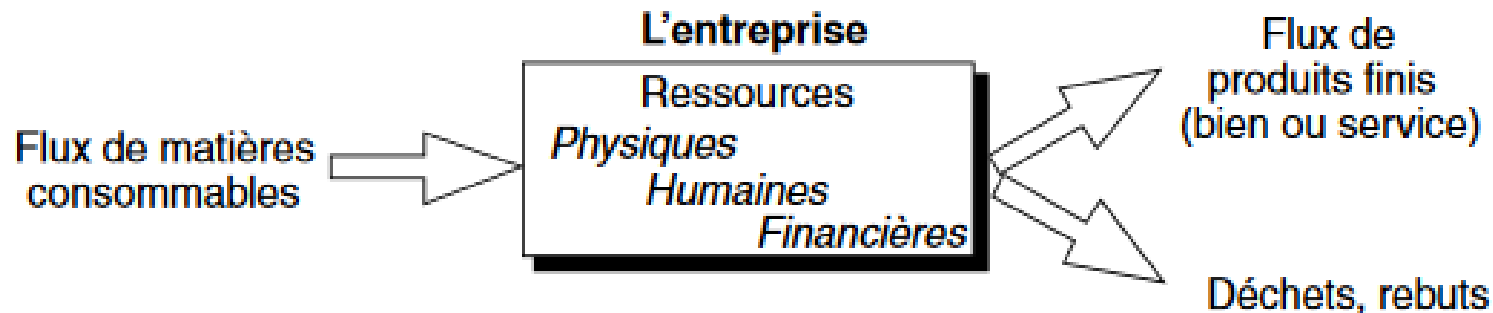 L'entreprise
Flux de matières
consommables
Ressources
Physiques
Humaines
Financières
Flux de
produits finis
(bien ou service)
Déchets, rebuts